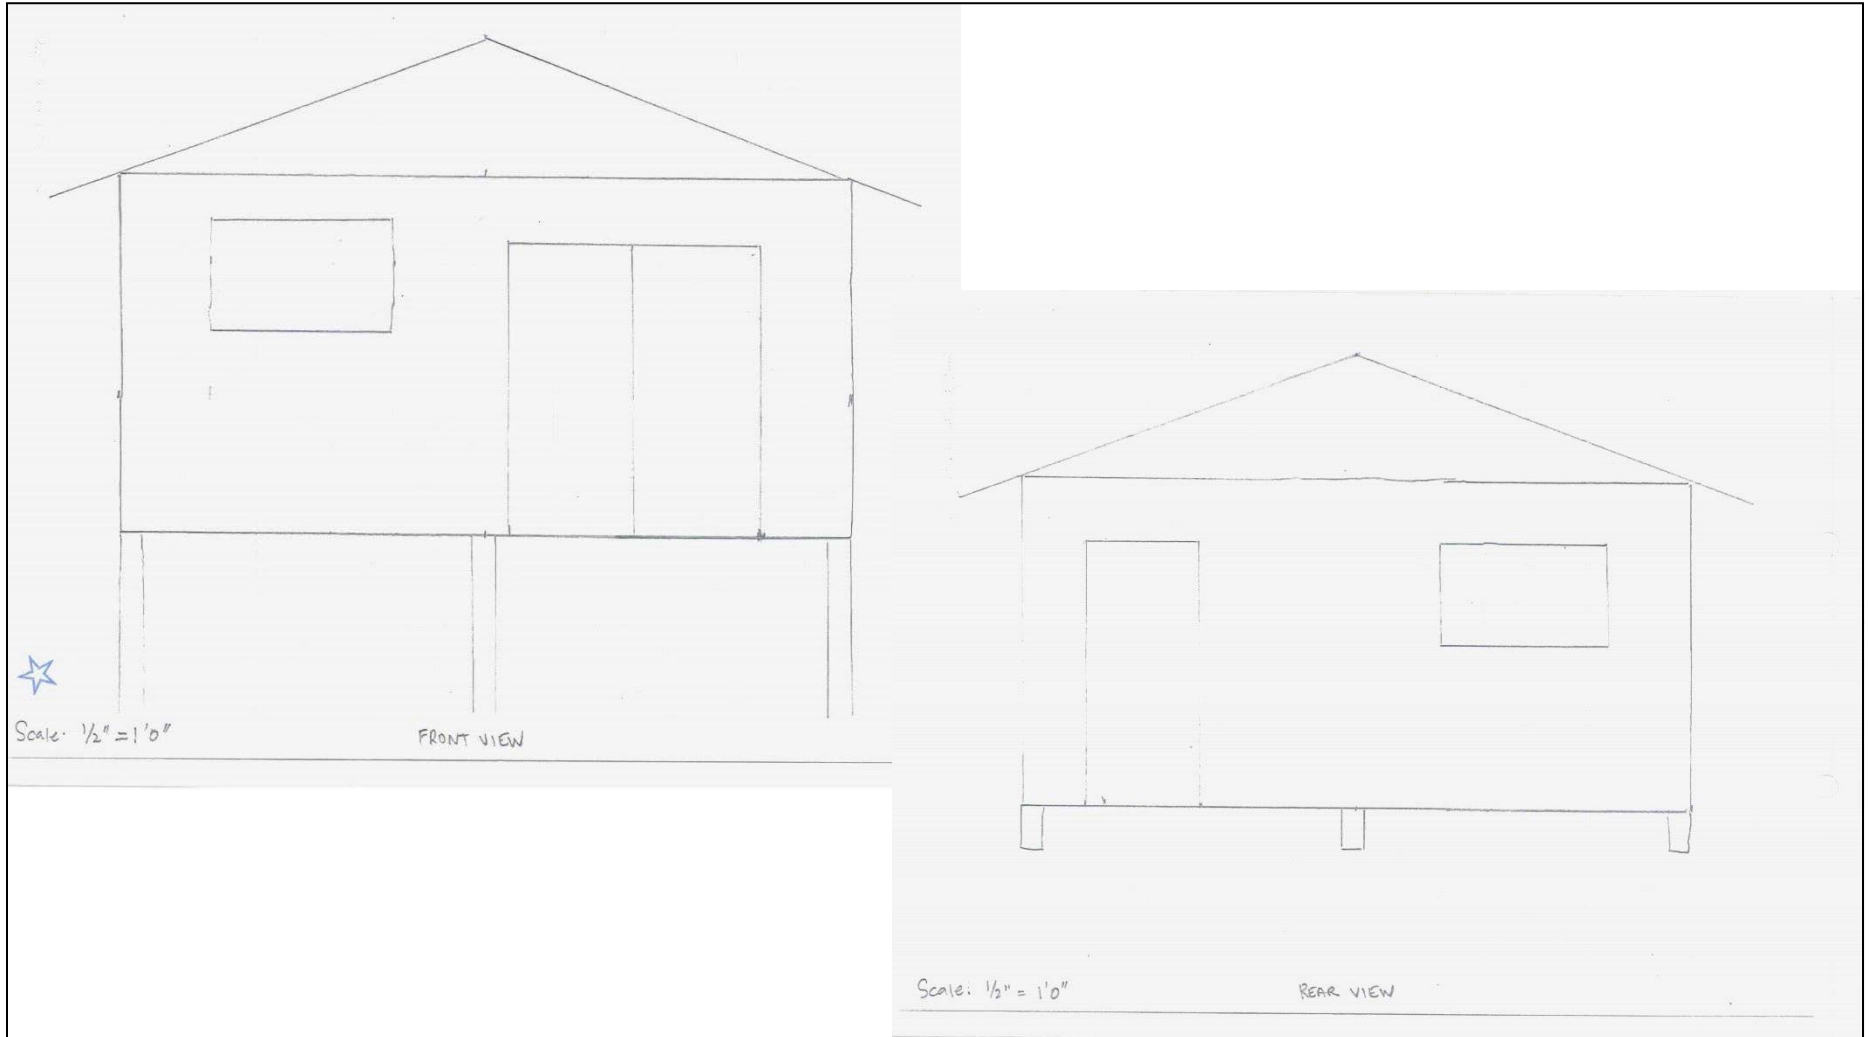 Scale. 1/2" = 1'0"
FRONT VIEW
Scale: 1/2" = 1'0"
REAR VIEW